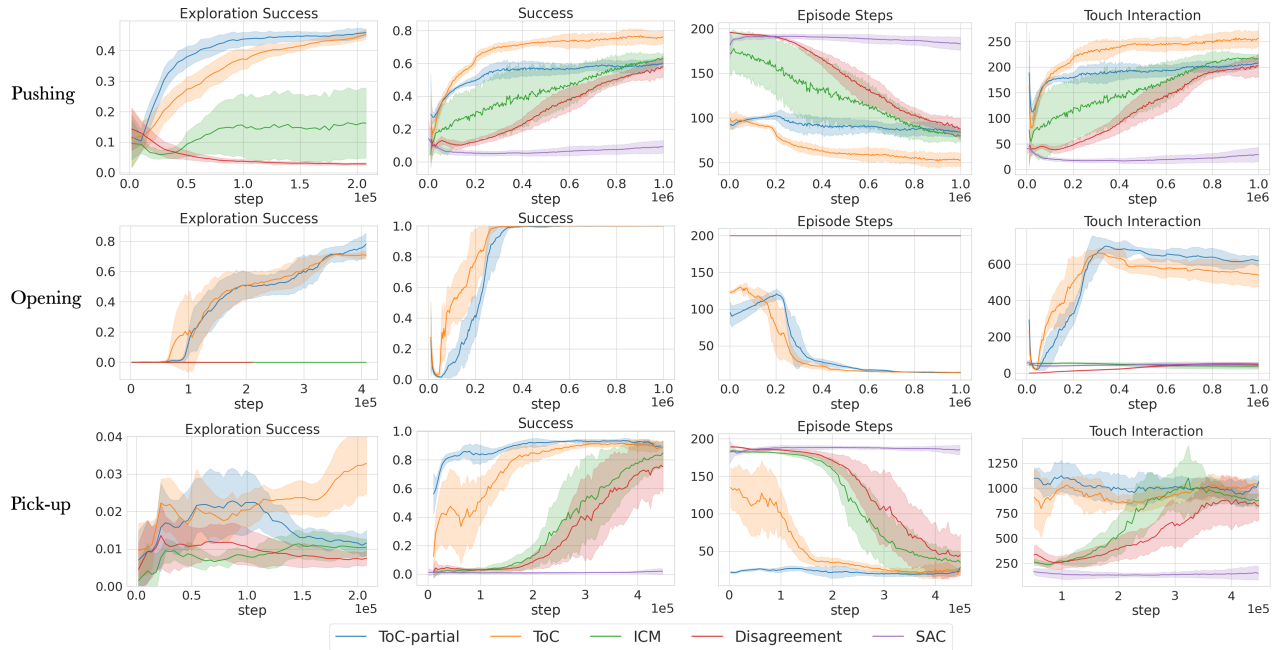 Exploration Success Success Episode Steps Touch Interaction
Pushing
0.0 0.1 0.2 0.3 0.4
0.0 0.5 1.0 1.5 2.0
1e5
step
0.0 0.2 0.4 0.6 0.8
0.0 0.2 0.4 0.6 0.8 1.0
1e6
step
50 100 150 200
0.0 0.2 0.4 0.6 0.8 1.0
1e6
step
0 50 100 150 200 250
0.0 0.2 0.4 0.6 0.8 1.0
1e6
step
Exploration Success Success Episode Steps Touch Interaction
Opening
0.0 0.2 0.4 0.6 0.8
0 1 2 3 4
1e5
step
0.0 0.2 0.4 0.6 0.8 1.0
0.0 0.2 0.4 0.6 0.8 1.0
1e6
step
50 100 150 200
0.0 0.2 0.4 0.6 0.8 1.0
1e6
step
0 200 400 600
0.0 0.2 0.4 0.6 0.8 1.0
1e6
step
Exploration Success Success Episode Steps Touch Interaction
Pick-up
0.00 0.01 0.02 0.03 0.04
0.0 0.5 1.0 1.5 2.0
1e5
step
0.0 0.2 0.4 0.6 0.8 1.0
0 1 2 3 4
1e5
step
50 100 150 200
0 1 2 3 4
1e5
step
250 500 750 1000 1250
1 2 3 4
1e5
step
ToC-partial ToC ICM Disagreement SAC